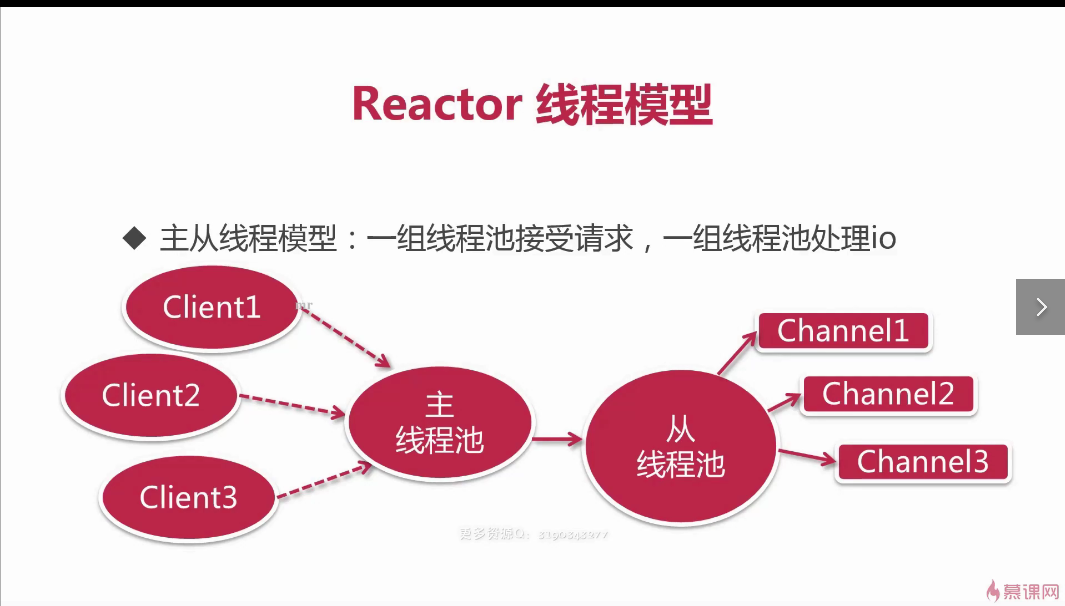 Reactor 线程模型
◆ 主从线程模型：一组线程池接受请求，一组线程池处理io
Client1
Client2
Client3
主
线程池
从
线程池
Channel1
Channel2
Channel3
更多资源Q:
慕课网